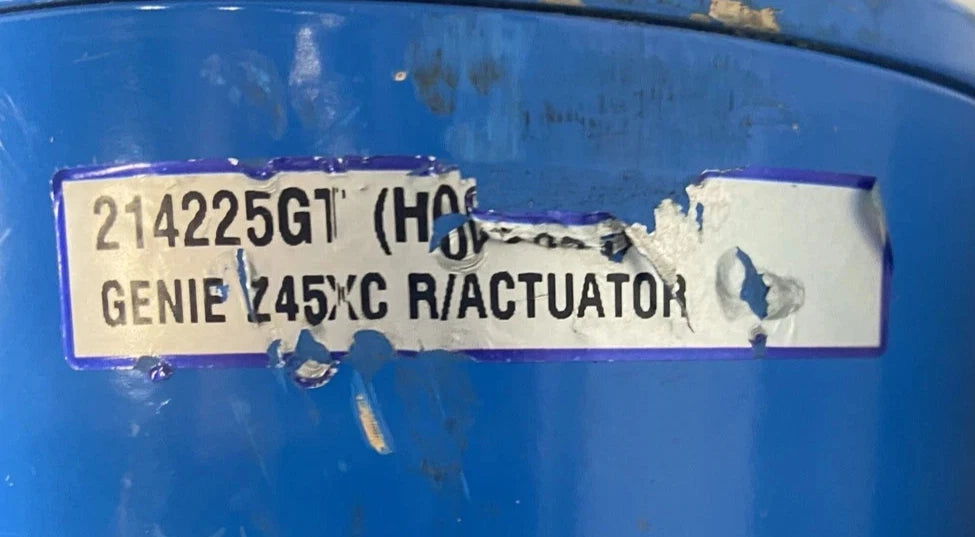 214225GT
GENIE Z45XC R/ACTUATOR